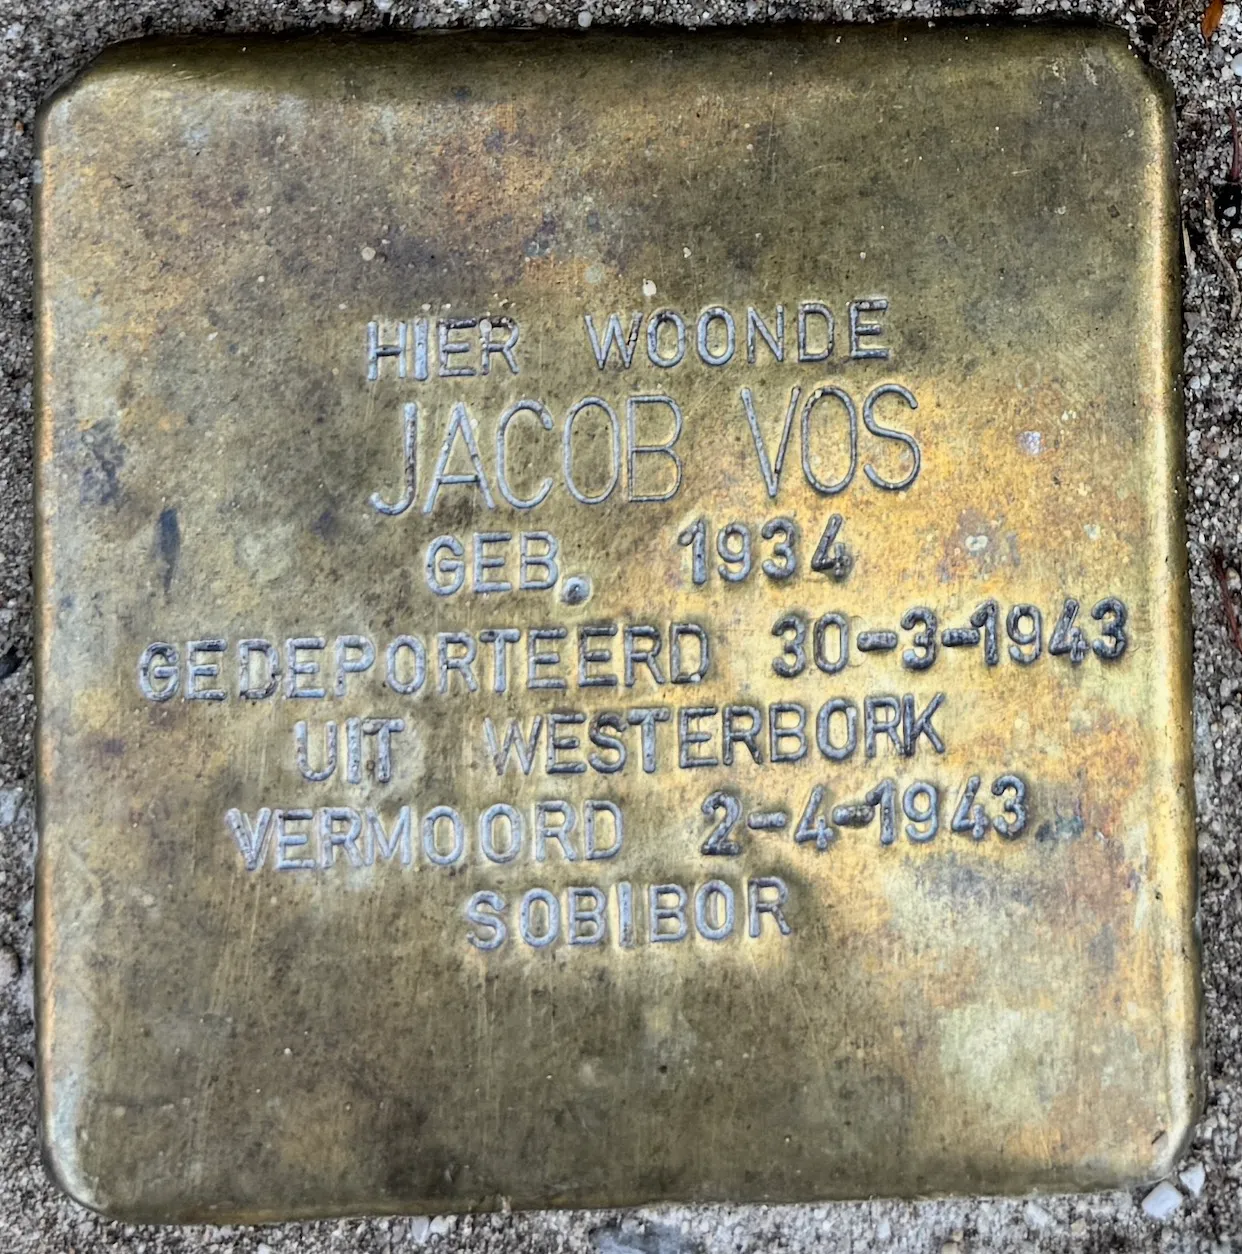 HIER WOONDE
JACOB VOS
GEB. 1934
GEDEPORTEERD 30-3-1943
UIT WESTERBORK
VERMOORD 2-4-1943
SOBIBOR